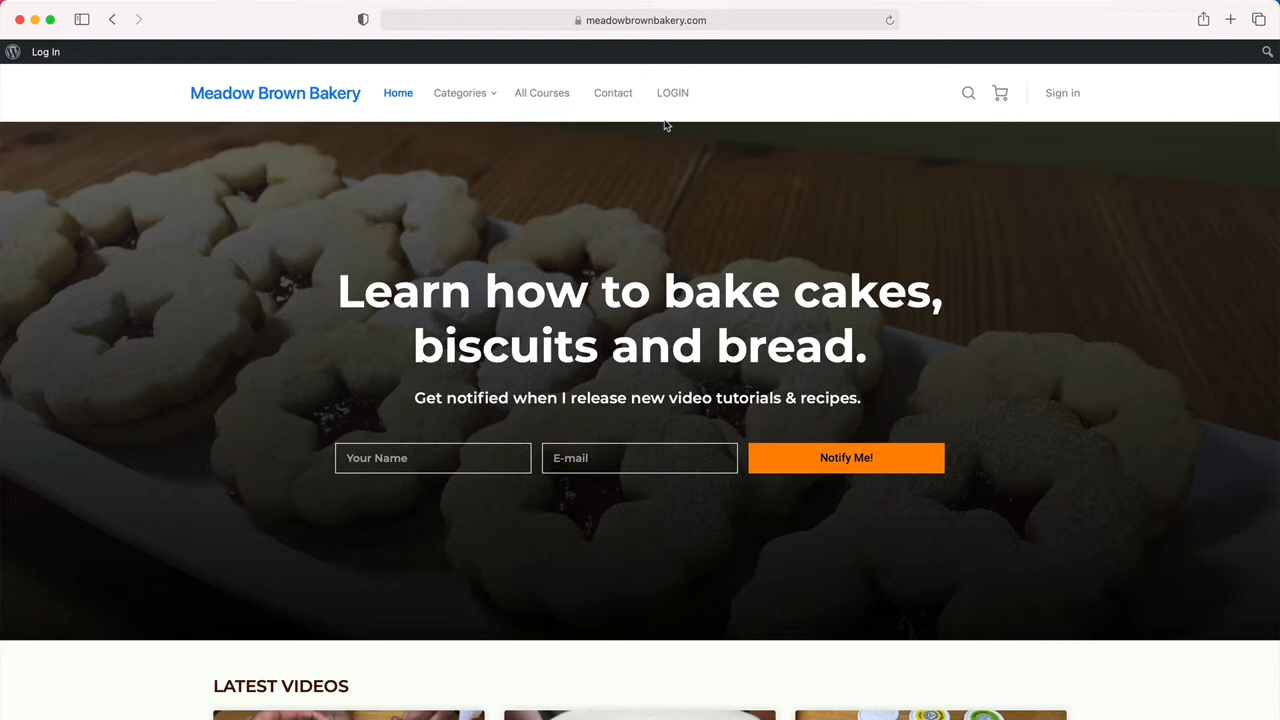 meadowbrownbakery.com
Log In
Meadow Brown Bakery Home Categories All Courses Contact LOGIN Sign in
Learn how to bake cakes,
biscuits and bread.
Get notified when I release new video tutorials & recipes.
Your Name E-mail Notify Me!
LATEST VIDEOS